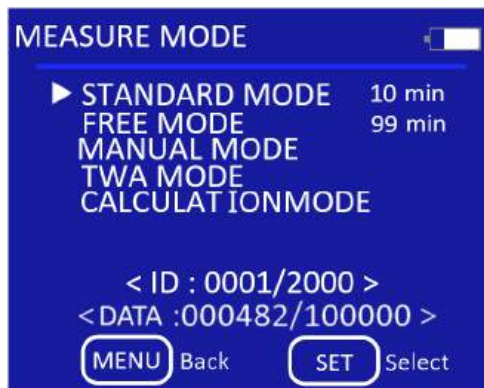 MEASURE MODE
STANDARD MODE 10 min
FREE MODE 99 min
MANUAL MODE
TWA MODE
CALCULAT IONMODE
< ID : 0001/2000 >
<DATA :000482/100000 >
MENU Back SET Select